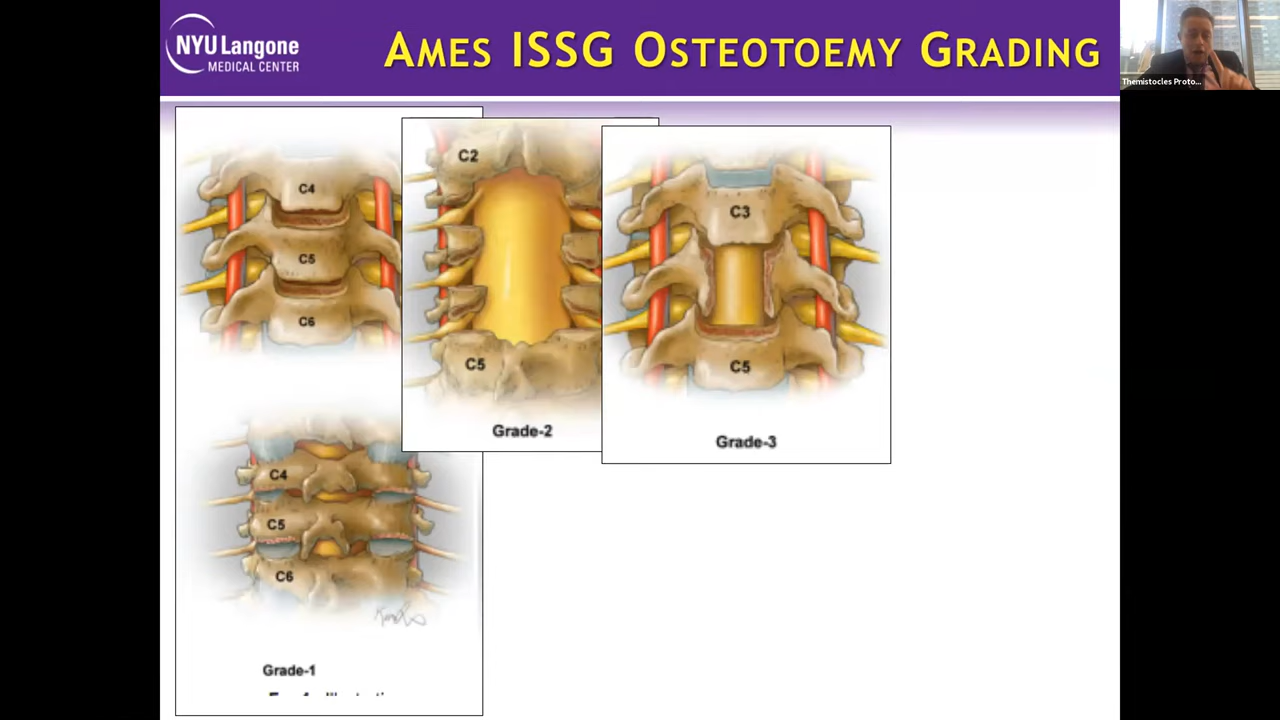 NYU Langone
MEDICAL CENTER
AMES ISSG OSTEOTOEMY GRADING
Themistocles Proto...
C4
C5
C6
C4
C5
C6
Grade-1
C2
C5
Grade-2
C3
C5
Grade-3